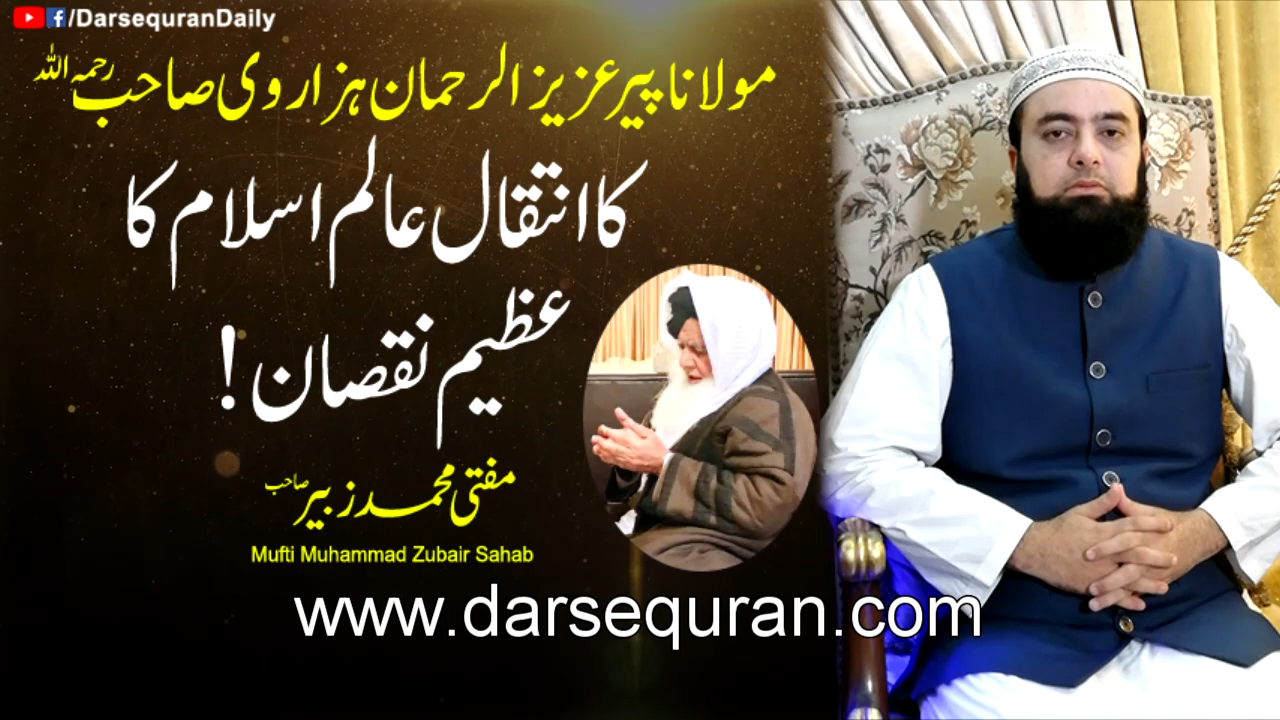 /DarsequranDaily
مولانا پیر عزیز الرحمان ہزاروی صاحب رحمہ اللہ
کا انتقال عالم اسلام کا
عظیم نقصان !
مفتی محمد زبیر صاحب
Mufti Muhammad Zubair Sahab
www.darsequran.com